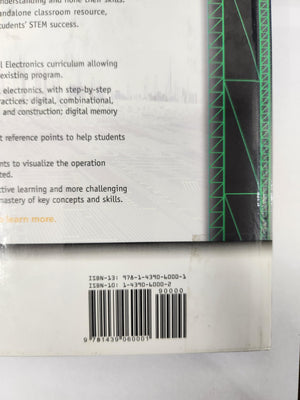 understanding and hone their skills.
andalone classroom resource,
udents' STEM success.
l Electronics curriculum allowing
existing program.
electronics, with step-by-step
ractices; digital, combinational,
and construction; digital memory
t reference points to help students
nts to visualize the operation
ted.
ctive learning and more challenging
mastery of key concepts and skills.
o learn more.
ISBN-13: 978-1-4390-6000-1
ISBN-10: 1-4390-6000-2
90000
9 781439 060001